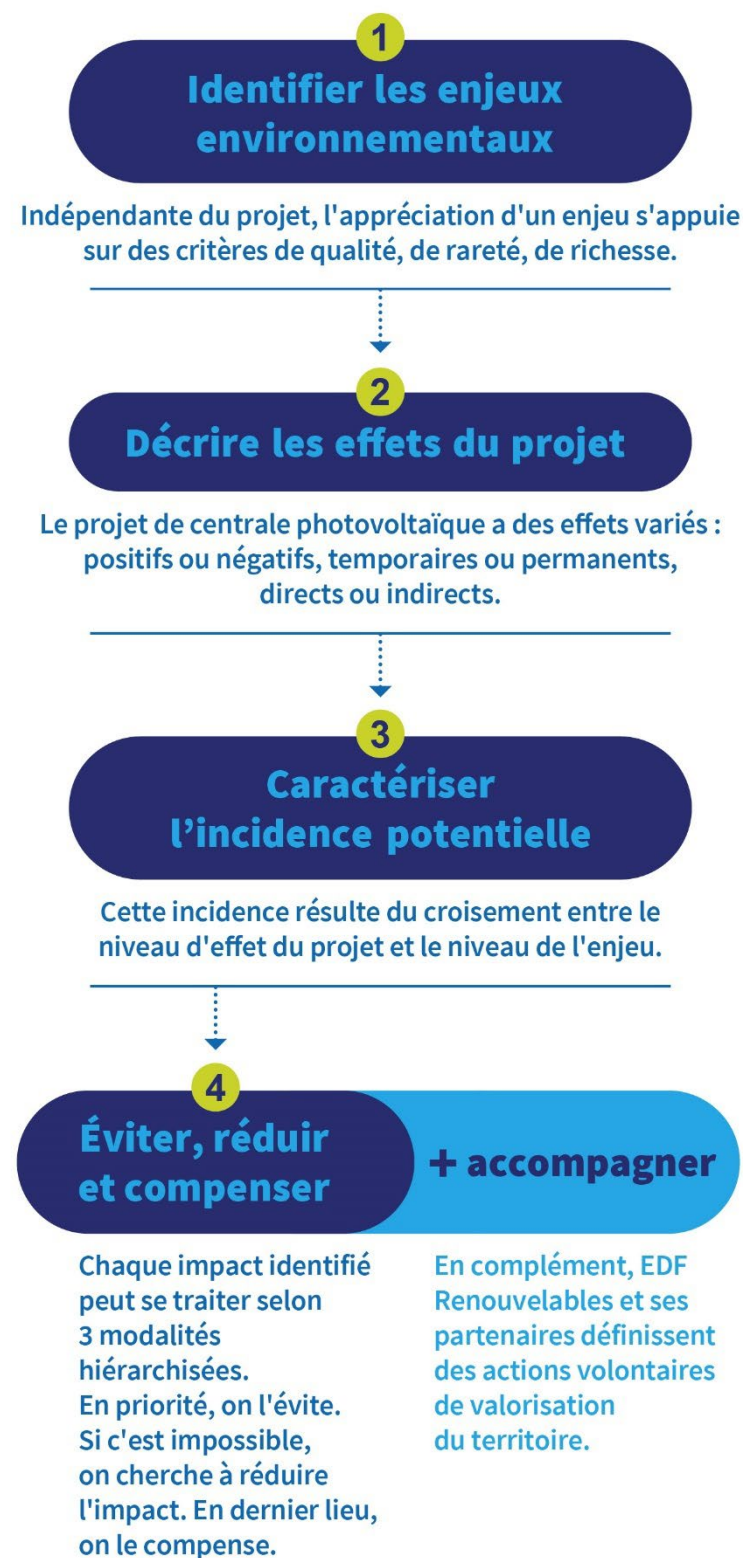 1
Identifier les enjeux
environnementaux
Indépendante du projet, l'appréciation d'un enjeu s'appuie
sur des critères de qualité, de rareté, de richesse.
2
Décrire les effets du projet
Le projet de centrale photovoltaïque a des effets variés :
positifs ou négatifs, temporaires ou permanents,
directs ou indirects.
3
Caractériser
l’incidence potentielle
Cette incidence résulte du croisement entre le
niveau d'effet du projet et le niveau de l'enjeu.
4
Éviter, réduir
et compenser
+ accompagner
Chaque impact identifié
peut se traiter selon
3 modalités
hiérarchisées.
En priorité, on l'évite.
Si c'est impossible,
on cherche à réduire
l'impact. En dernier lieu,
on le compense.
En complément, EDF
Renouvelables et ses
partenaires définissent
des actions volontaires
de valorisation
du territoire.